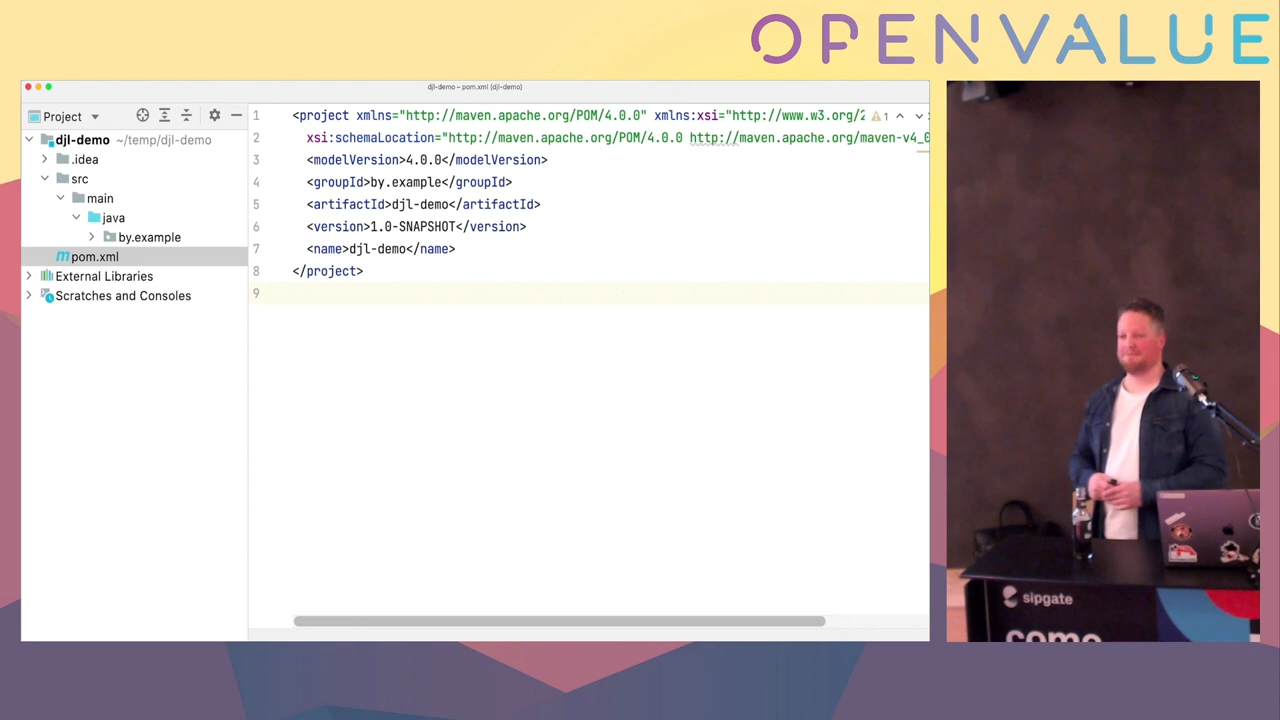 OPENVALUE
djl-demo – pom.xml (djl-demo)
Project
djl-demo ~/temp/djl-demo
.idea
src
main
java
by.example
pom.xml
External Libraries
Scratches and Consoles
1 <project xmlns="http://maven.apache.org/POM/4.0.0" xmlns:xsi="http://www.w3.org/2 1
2 xsi:schemaLocation="http://maven.apache.org/POM/4.0.0 http://maven.apache.org/maven-v4_0
3 <modelVersion>4.0.0</modelVersion>
4 <groupId>by.example</groupId>
5 <artifactId>djl-demo</artifactId>
6 <version>1.0-SNAPSHOT</version>
7 <name>djl-demo</name>
8 </project>
9
sipgate
come